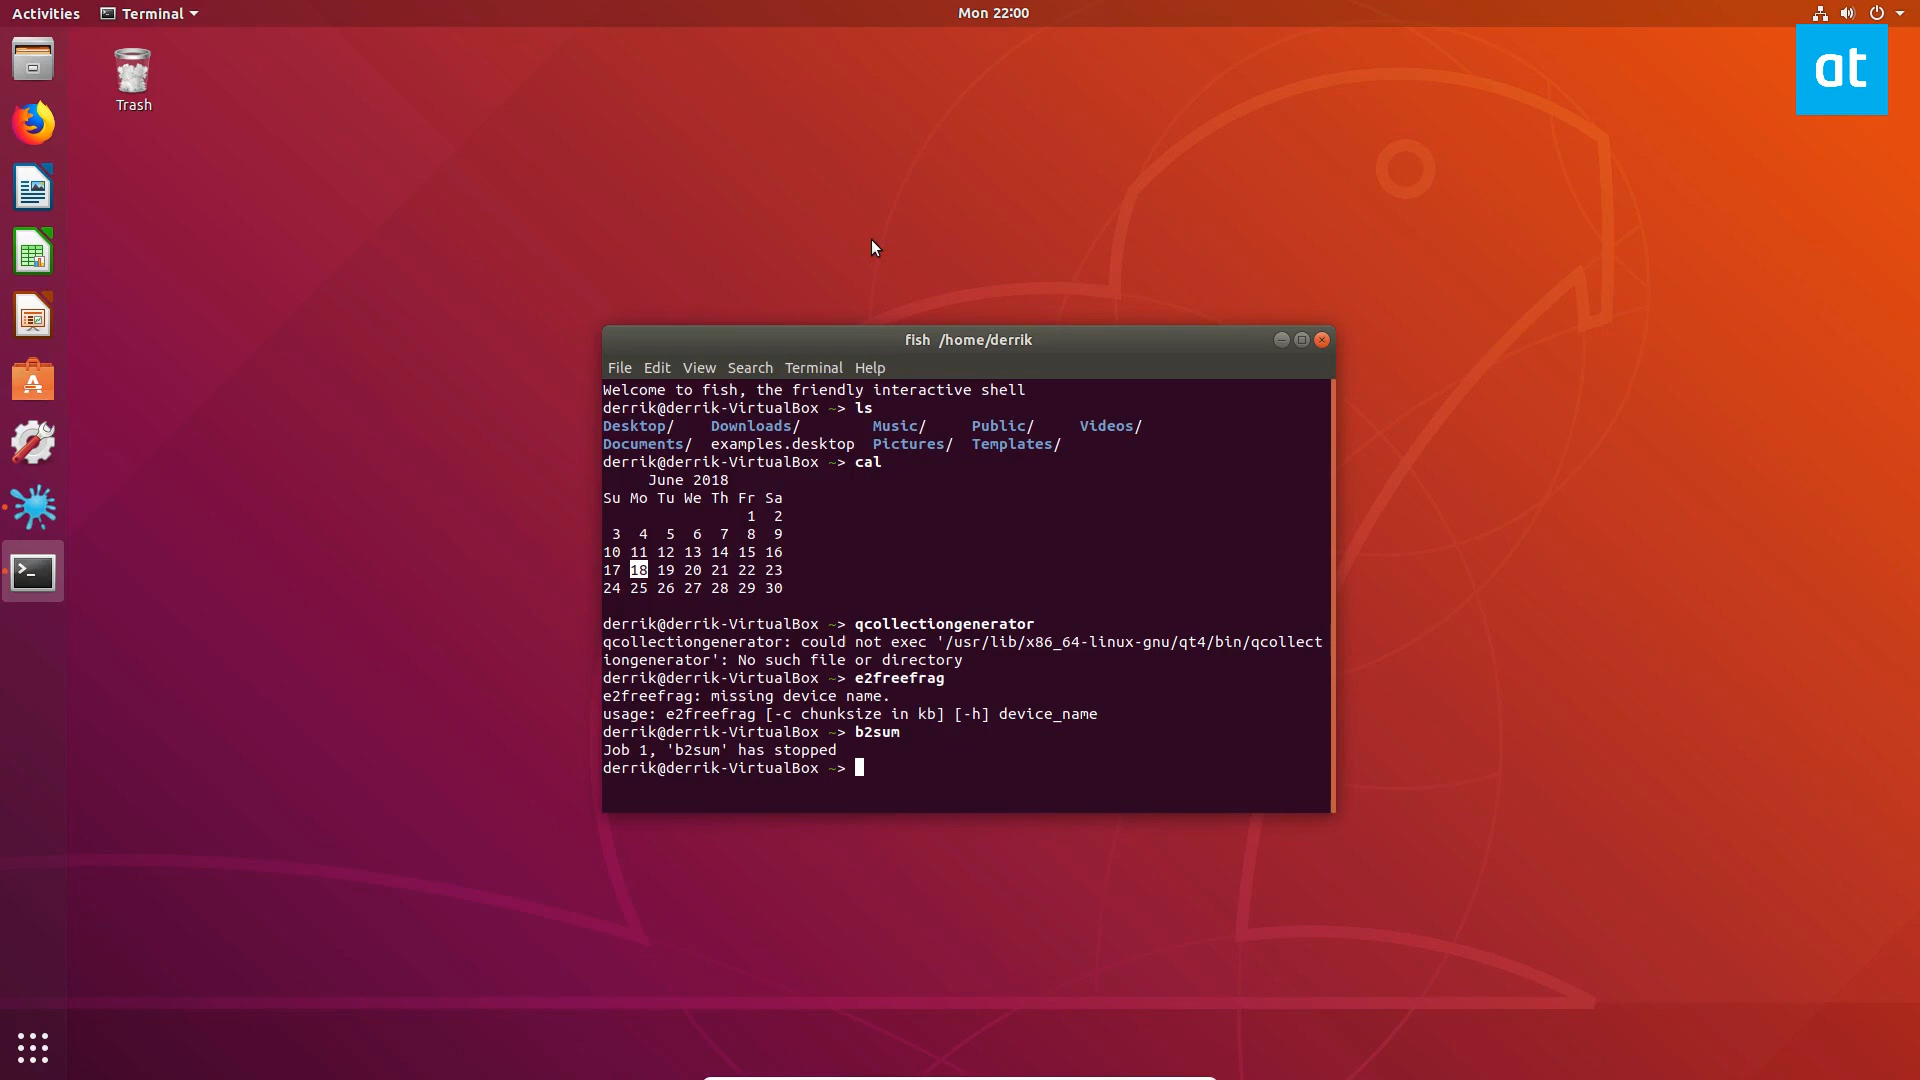 Activities
Terminal
Mon 22:00
at
Trash
fish /home/derrik
File Edit View Search Terminal Help
Welcome to fish, the friendly interactive shell
derrik@derrik-VirtualBox ~> ls
Desktop/    Downloads/        Music/     Public/     Videos/
Documents/  examples.desktop  Pictures/  Templates/
derrik@derrik-VirtualBox ~> cal
     June 2018
Su Mo Tu We Th Fr Sa
                1  2
 3  4  5  6  7  8  9
10 11 12 13 14 15 16
17 18 19 20 21 22 23
24 25 26 27 28 29 30
derrik@derrik-VirtualBox ~> qcollectiongenerator
qcollectiongenerator: could not exec '/usr/lib/x86_64-linux-gnu/qt4/bin/qcollect
iongenerator': No such file or directory
derrik@derrik-VirtualBox ~> e2freefrag
e2freefrag: missing device name.
usage: e2freefrag [-c chunksize in kb] [-h] device_name
derrik@derrik-VirtualBox ~> b2sum
Job 1, 'b2sum' has stopped
derrik@derrik-VirtualBox ~>